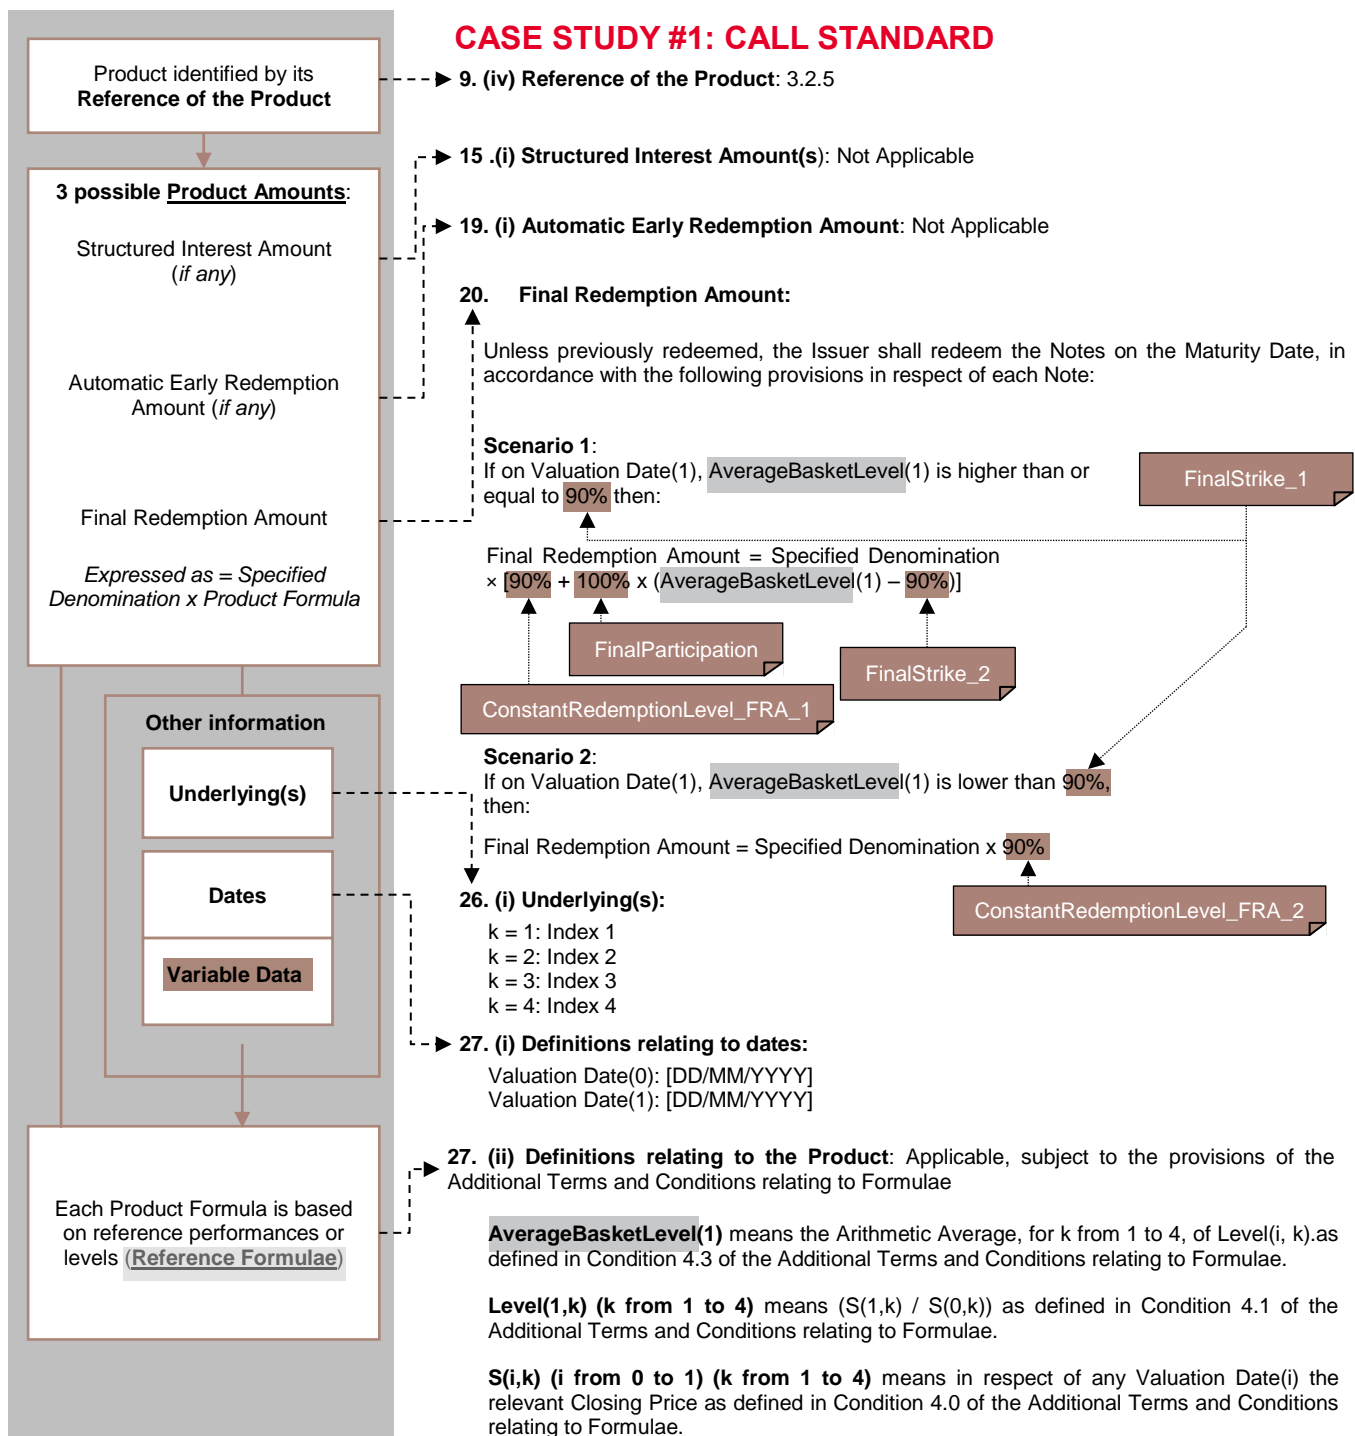 CASE STUDY #1: CALL STANDARD
Product identified by its
Reference of the Product
9. (iv) Reference of the Product: 3.2.5
15 .(i) Structured Interest Amount(s): Not Applicable
3 possible Product Amounts:
19. (i) Automatic Early Redemption Amount: Not Applicable
Structured Interest Amount
(if any)
20. Final Redemption Amount:
Unless previously redeemed, the Issuer shall redeem the Notes on the Maturity Date, in
accordance with the following provisions in respect of each Note:
Automatic Early Redemption
Amount (if any)
Scenario 1:
If on Valuation Date(1), AverageBasketLevel(1) is higher than or
equal to 90% then:
FinalStrike_1
Final Redemption Amount
Expressed as = Specified
Denomination x Product Formula
Final Redemption Amount = Specified Denomination
× [90% + 100% x (AverageBasketLevel(1) – 90%)]
FinalParticipation
FinalStrike_2
ConstantRedemptionLevel_FRA_1
Other information
Underlying(s)
Scenario 2:
If on Valuation Date(1), AverageBasketLevel(1) is lower than 90%,
then:
Final Redemption Amount = Specified Denomination x 90%
ConstantRedemptionLevel_FRA_2
Dates
Variable Data
26. (i) Underlying(s):
k = 1: Index 1
k = 2: Index 2
k = 3: Index 3
k = 4: Index 4
27. (i) Definitions relating to dates:
Valuation Date(0): [DD/MM/YYYY]
Valuation Date(1): [DD/MM/YYYY]
27. (ii) Definitions relating to the Product: Applicable, subject to the provisions of the
Additional Terms and Conditions relating to Formulae
Each Product Formula is based
on reference performances or
levels (Reference Formulae)
AverageBasketLevel(1) means the Arithmetic Average, for k from 1 to 4, of Level(i, k).as
defined in Condition 4.3 of the Additional Terms and Conditions relating to Formulae.
Level(1,k) (k from 1 to 4) means (S(1,k) / S(0,k)) as defined in Condition 4.1 of the
Additional Terms and Conditions relating to Formulae.
S(i,k) (i from 0 to 1) (k from 1 to 4) means in respect of any Valuation Date(i) the
relevant Closing Price as defined in Condition 4.0 of the Additional Terms and Conditions
relating to Formulae.